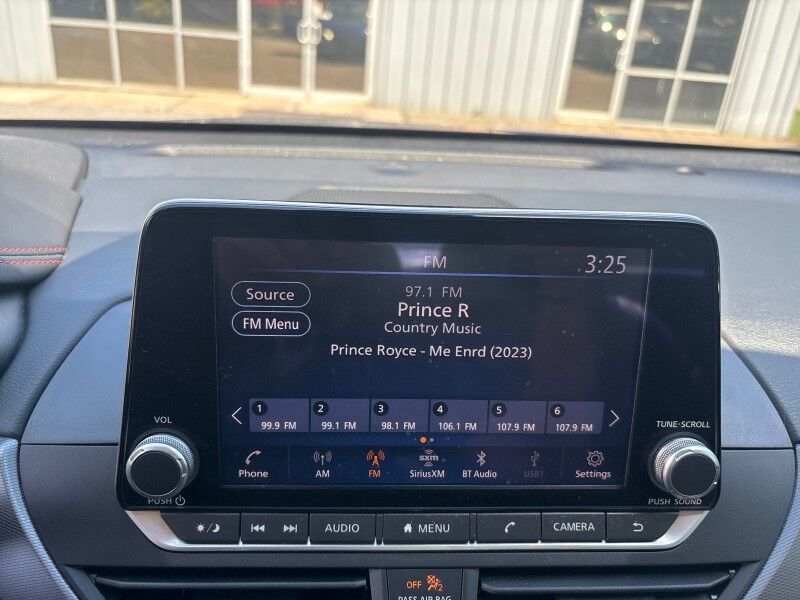 FM
3:25
Source
FM Menu
97.1 FM
Prince R
Country Music
Prince Royce - Me Enrd (2023)
1 2 3 4 5 6
99.9 FM 99.1 FM 98.1 FM 106.1 FM 107.9 FM 107.9 FM
VOL
TUNE·SCROLL
sxm
Phone AM FM SiriusXM BT Audio USB1 Settings
PUSH
PUSH SOUND
AUDIO MENU CAMERA
OFF 2
PASS AIR BAG